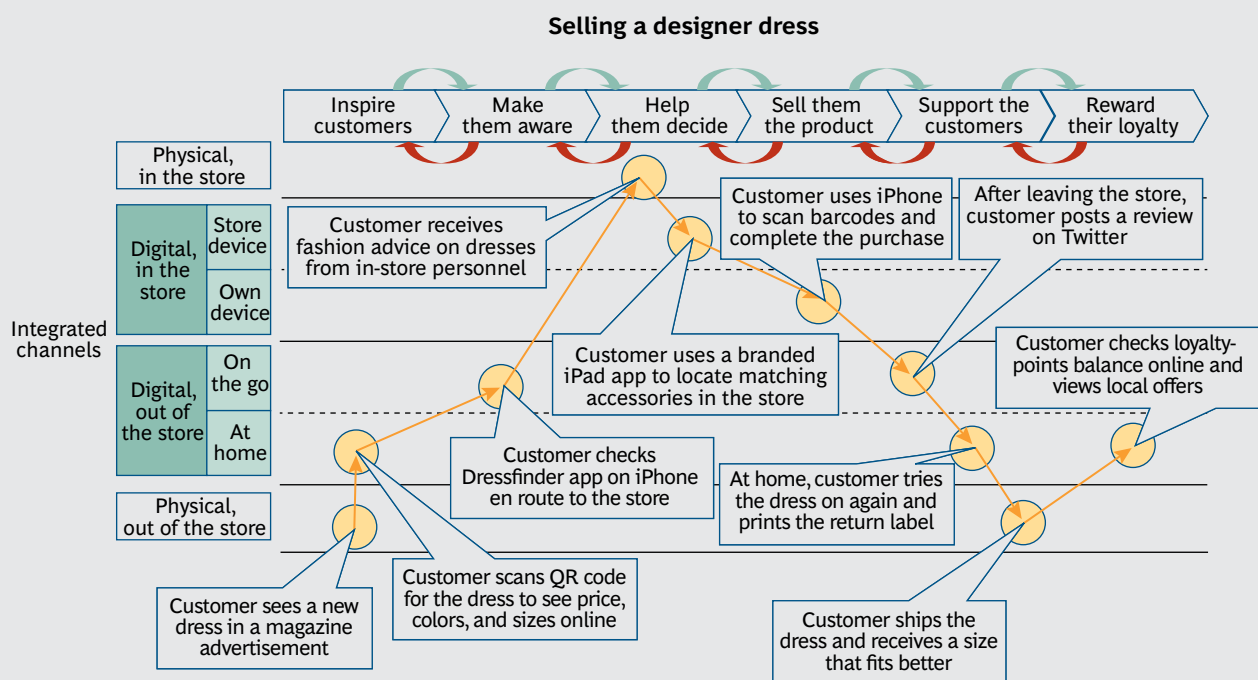 Selling a designer dress
Inspire
customers
Make
them aware
Help
them decide
Sell them
the product
Support the
customers
Reward
their loyalty
Physical,
in the store
Integrated
channels
Digital,
in the
store
Store
device
Own
device
Digital,
out of
the store
On
the go
At
home
Physical,
out of the store
Customer receives
fashion advice on dresses
from in-store personnel
Customer uses iPhone
to scan barcodes and
complete the purchase
After leaving the store,
customer posts a review
on Twitter
Customer uses a branded
iPad app to locate matching
accessories in the store
Customer checks loyalty-
points balance online and
views local offers
Customer checks
Dressfinder app on iPhone
en route to the store
At home, customer tries
the dress on again and
prints the return label
Customer sees a new
dress in a magazine
advertisement
Customer scans QR code
for the dress to see price,
colors, and sizes online
Customer ships the
dress and receives a size
that fits better